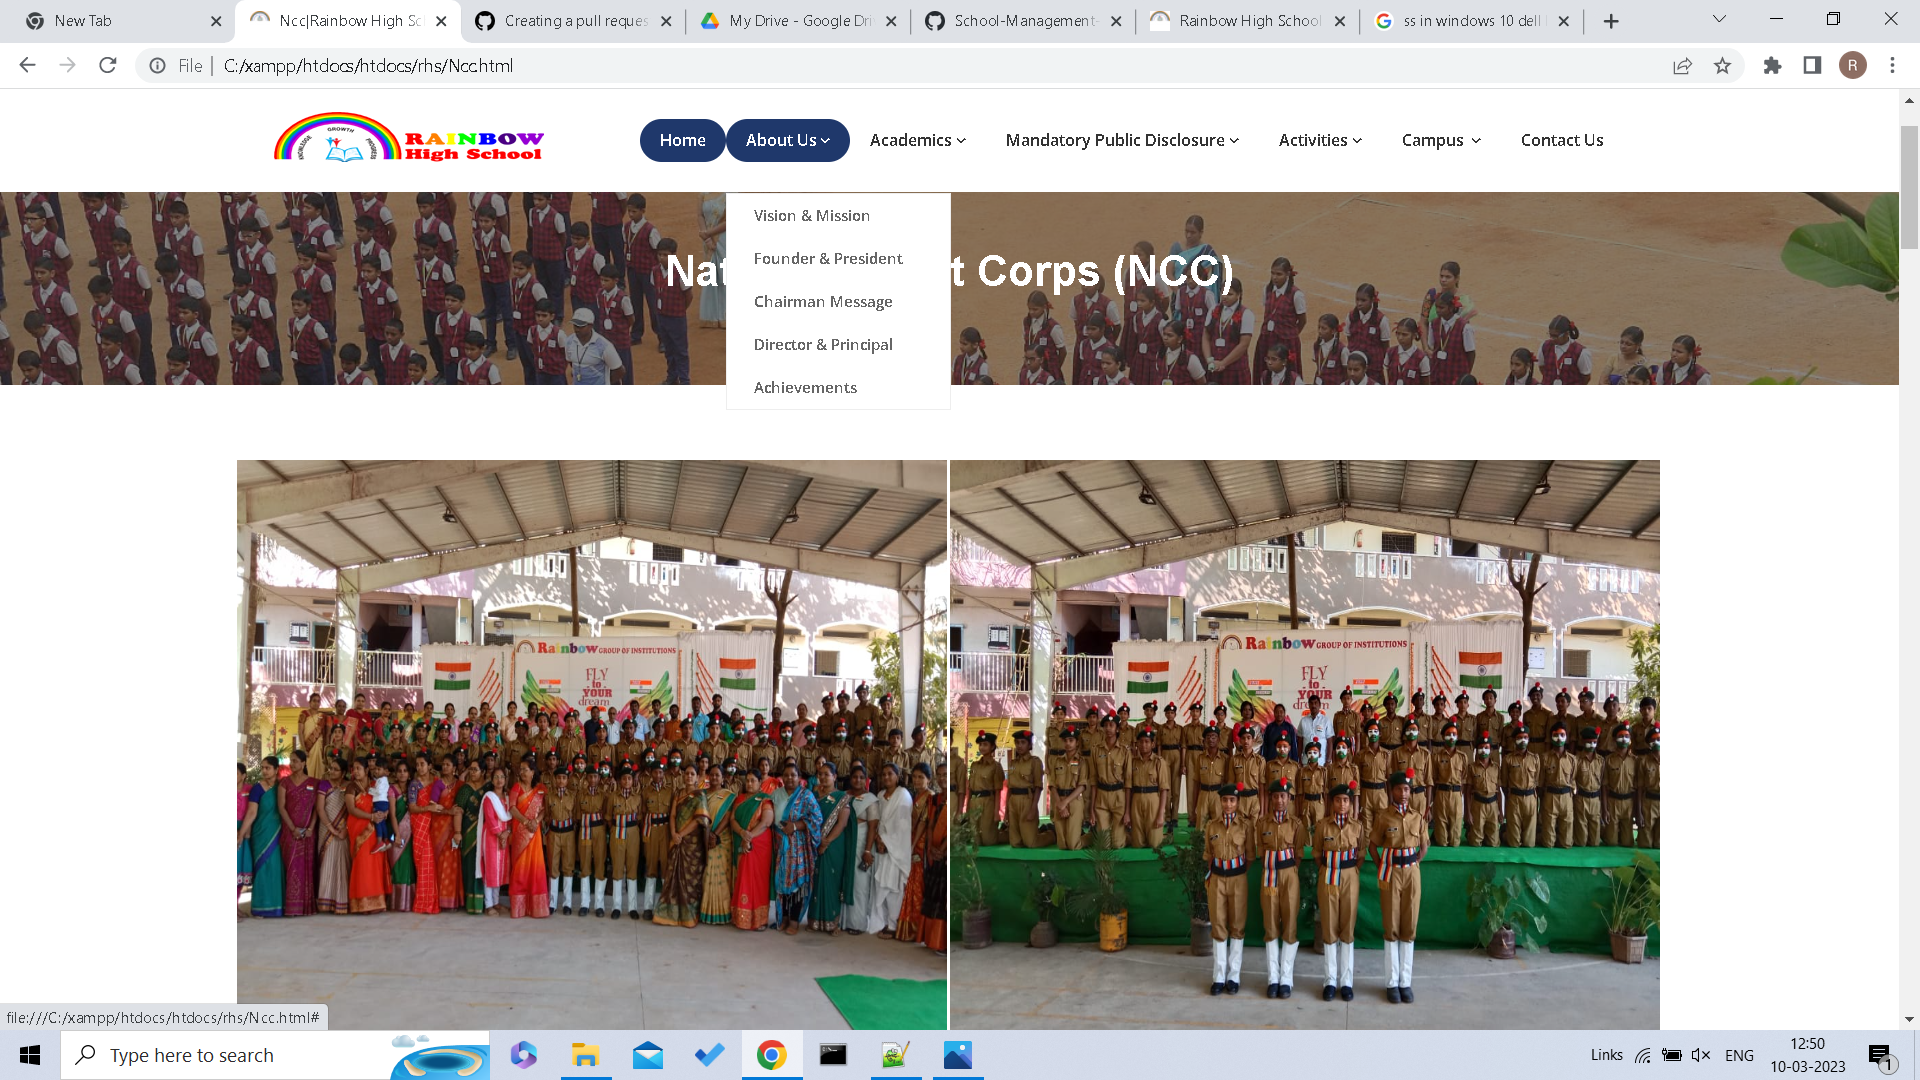 New Tab
Ncc|Rainbow High Sc
Creating a pull reques
My Drive - Google Dri
School-Management-
Rainbow High School
ss in windows 10 dell
File | C:/xampp/htdocs/htdocs/rhs/Ncc.html
R
KNOWLEDGE GROWTH PROGRESS
RAINBOW
High School
Home
About Us
Academics
Mandatory Public Disclosure
Activities
Campus
Contact Us
Vision & Mission
Founder & President
Chairman Message
Director & Principal
Achievements
Nat t Corps (NCC)
Rainbow GROUP OF INSTITUTIONS
FLY
to
YOUR
dream
Rainbow GROUP OF INSTITUTIONS
FLY
to
YOUR
dream
file:///C:/xampp/htdocs/htdocs/rhs/Ncc.html#
Type here to search
Links
ENG
12:50
10-03-2023
1